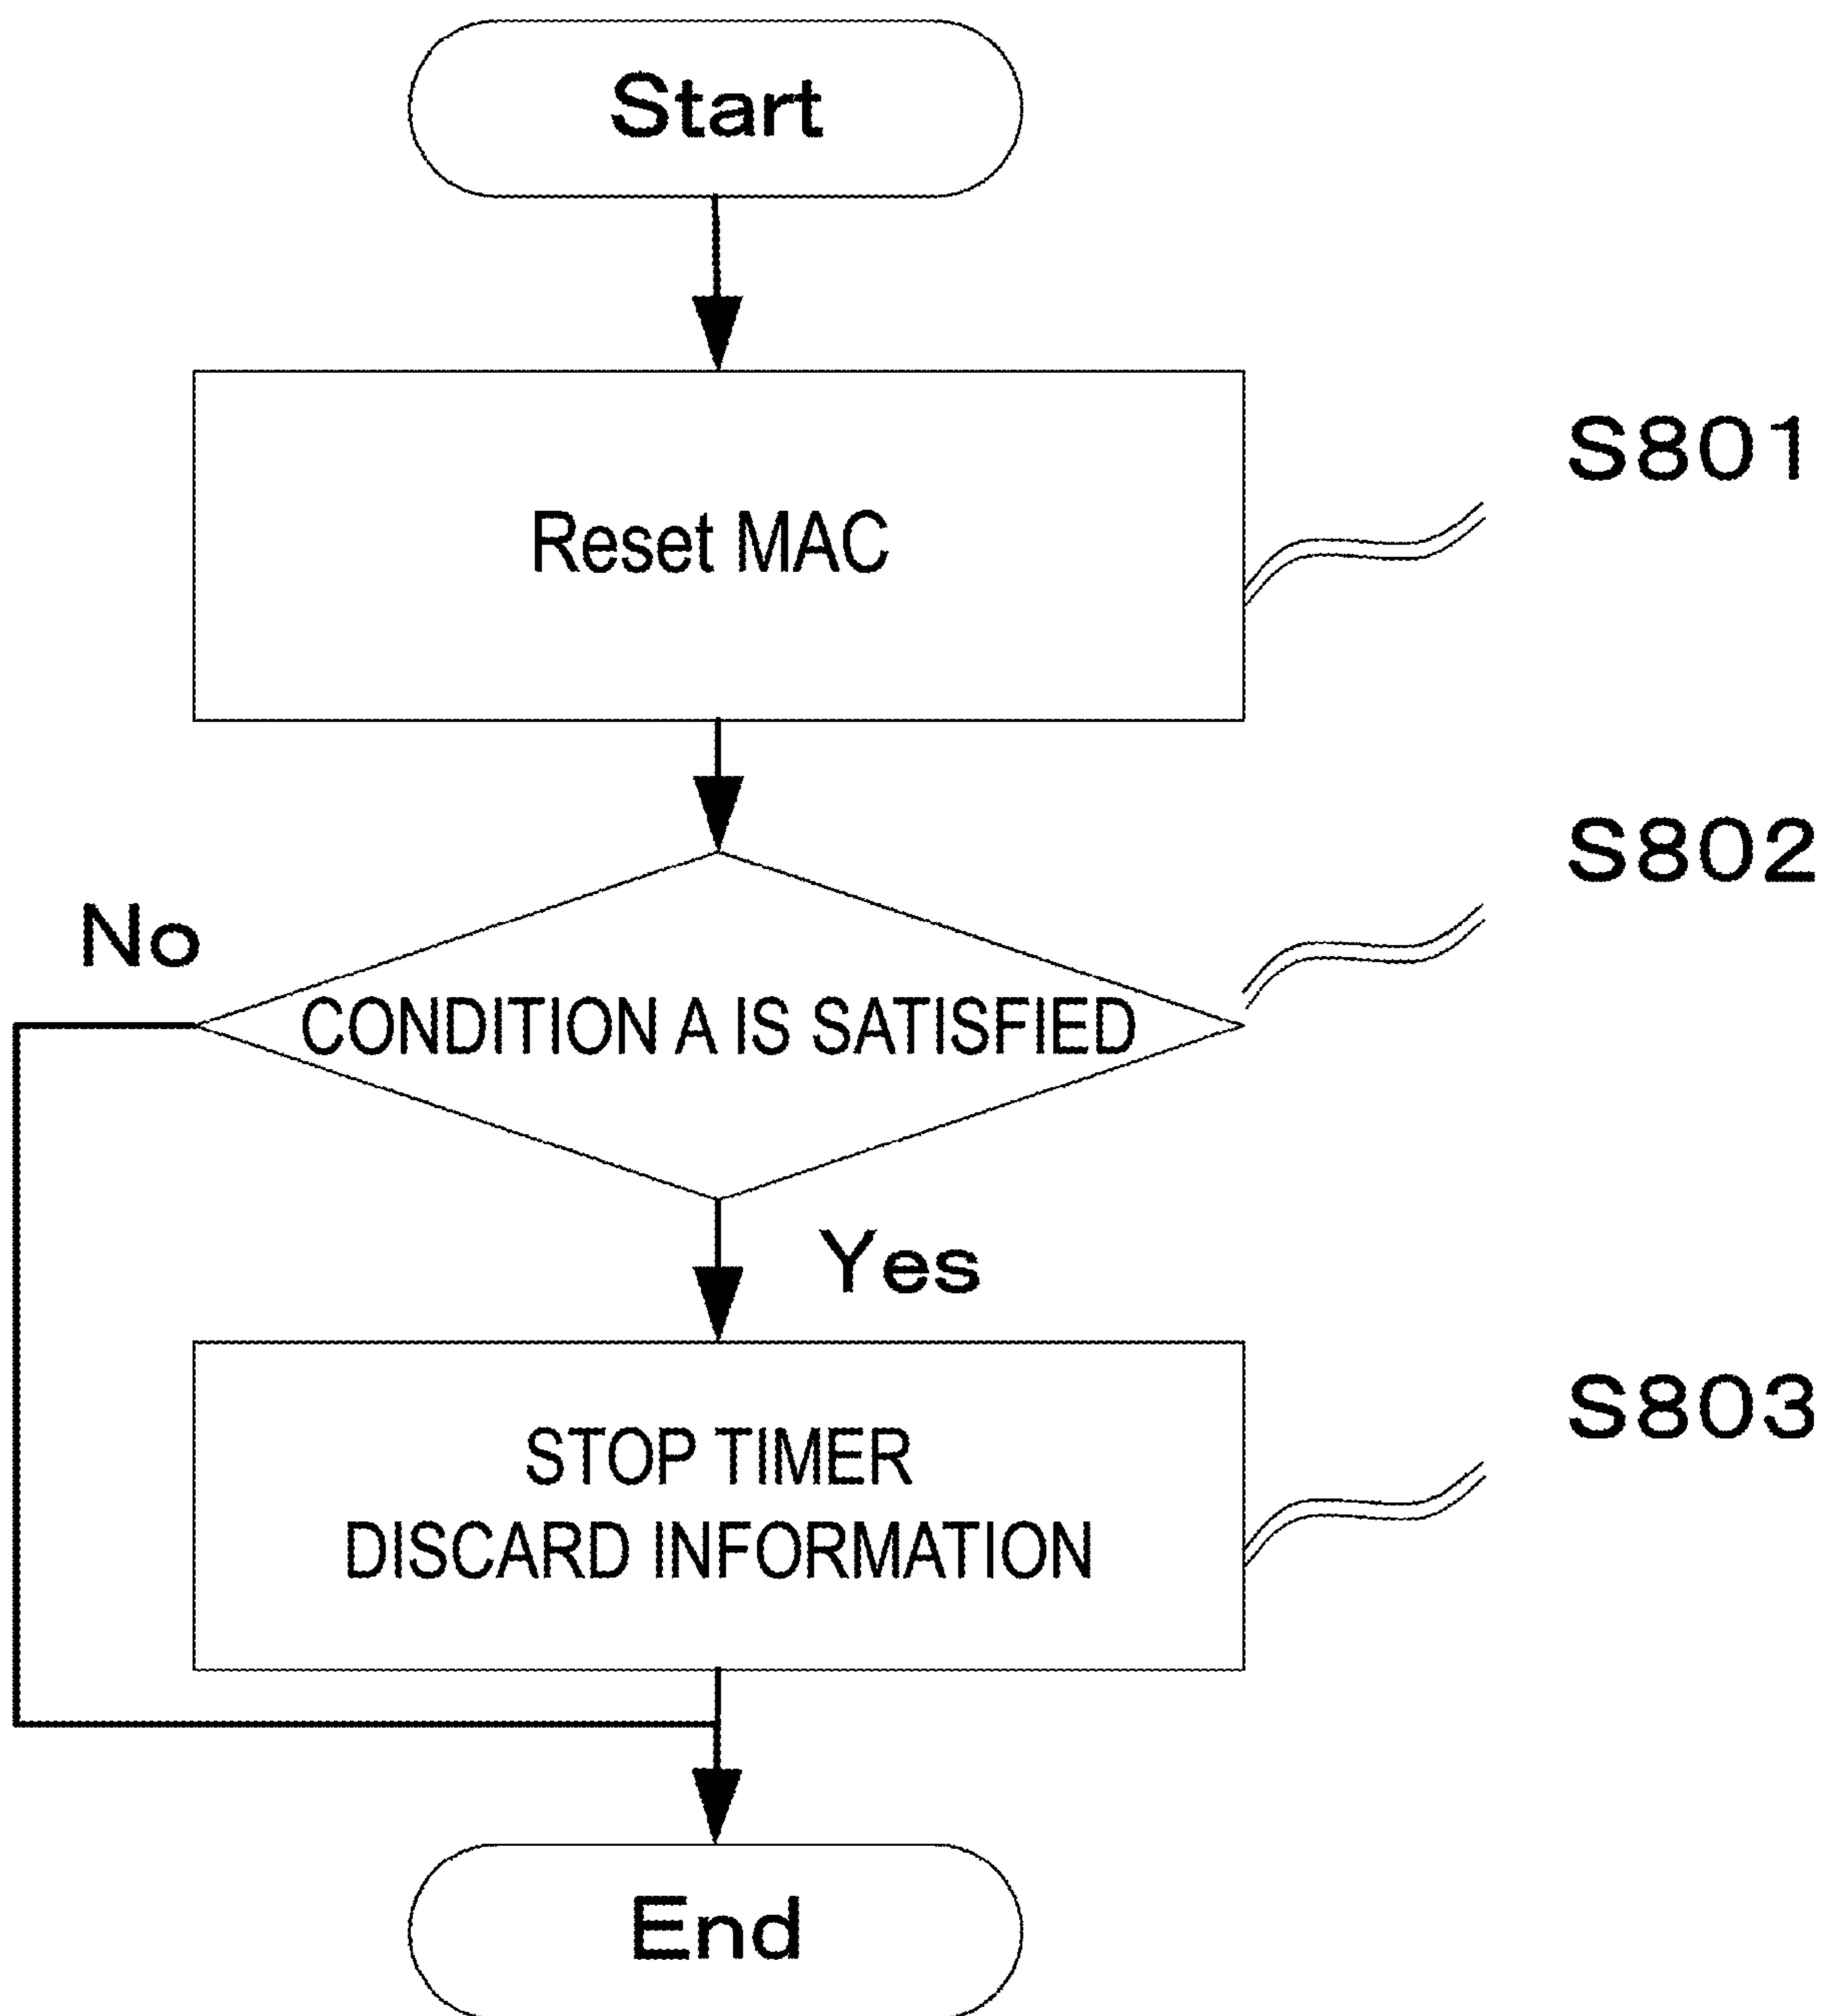 Start
Reset MAC
S801
S802
No
CONDITION A IS SATISFIED
Yes
S803
STOP TIMER
DISCARD INFORMATION
End